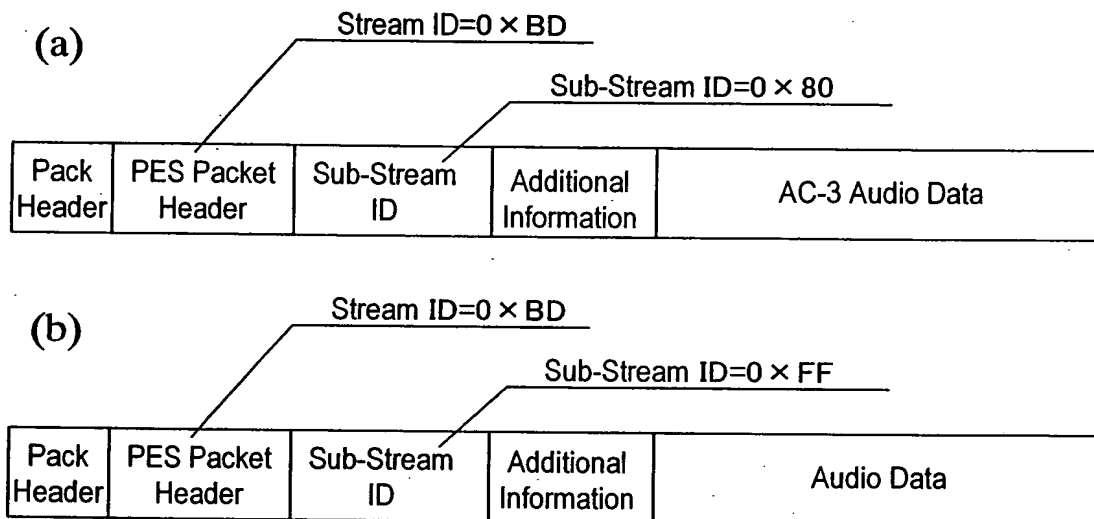 (a)
Stream ID=0 × BD
Sub-Stream ID=0 × 80
Pack
Header
PES Packet
Header
Sub-Stream
ID
Additional
Information
AC-3 Audio Data
(b)
Stream ID=0 × BD
Sub-Stream ID=0 × FF
Pack
Header
PES Packet
Header
Sub-Stream
ID
Additional
Information
Audio Data